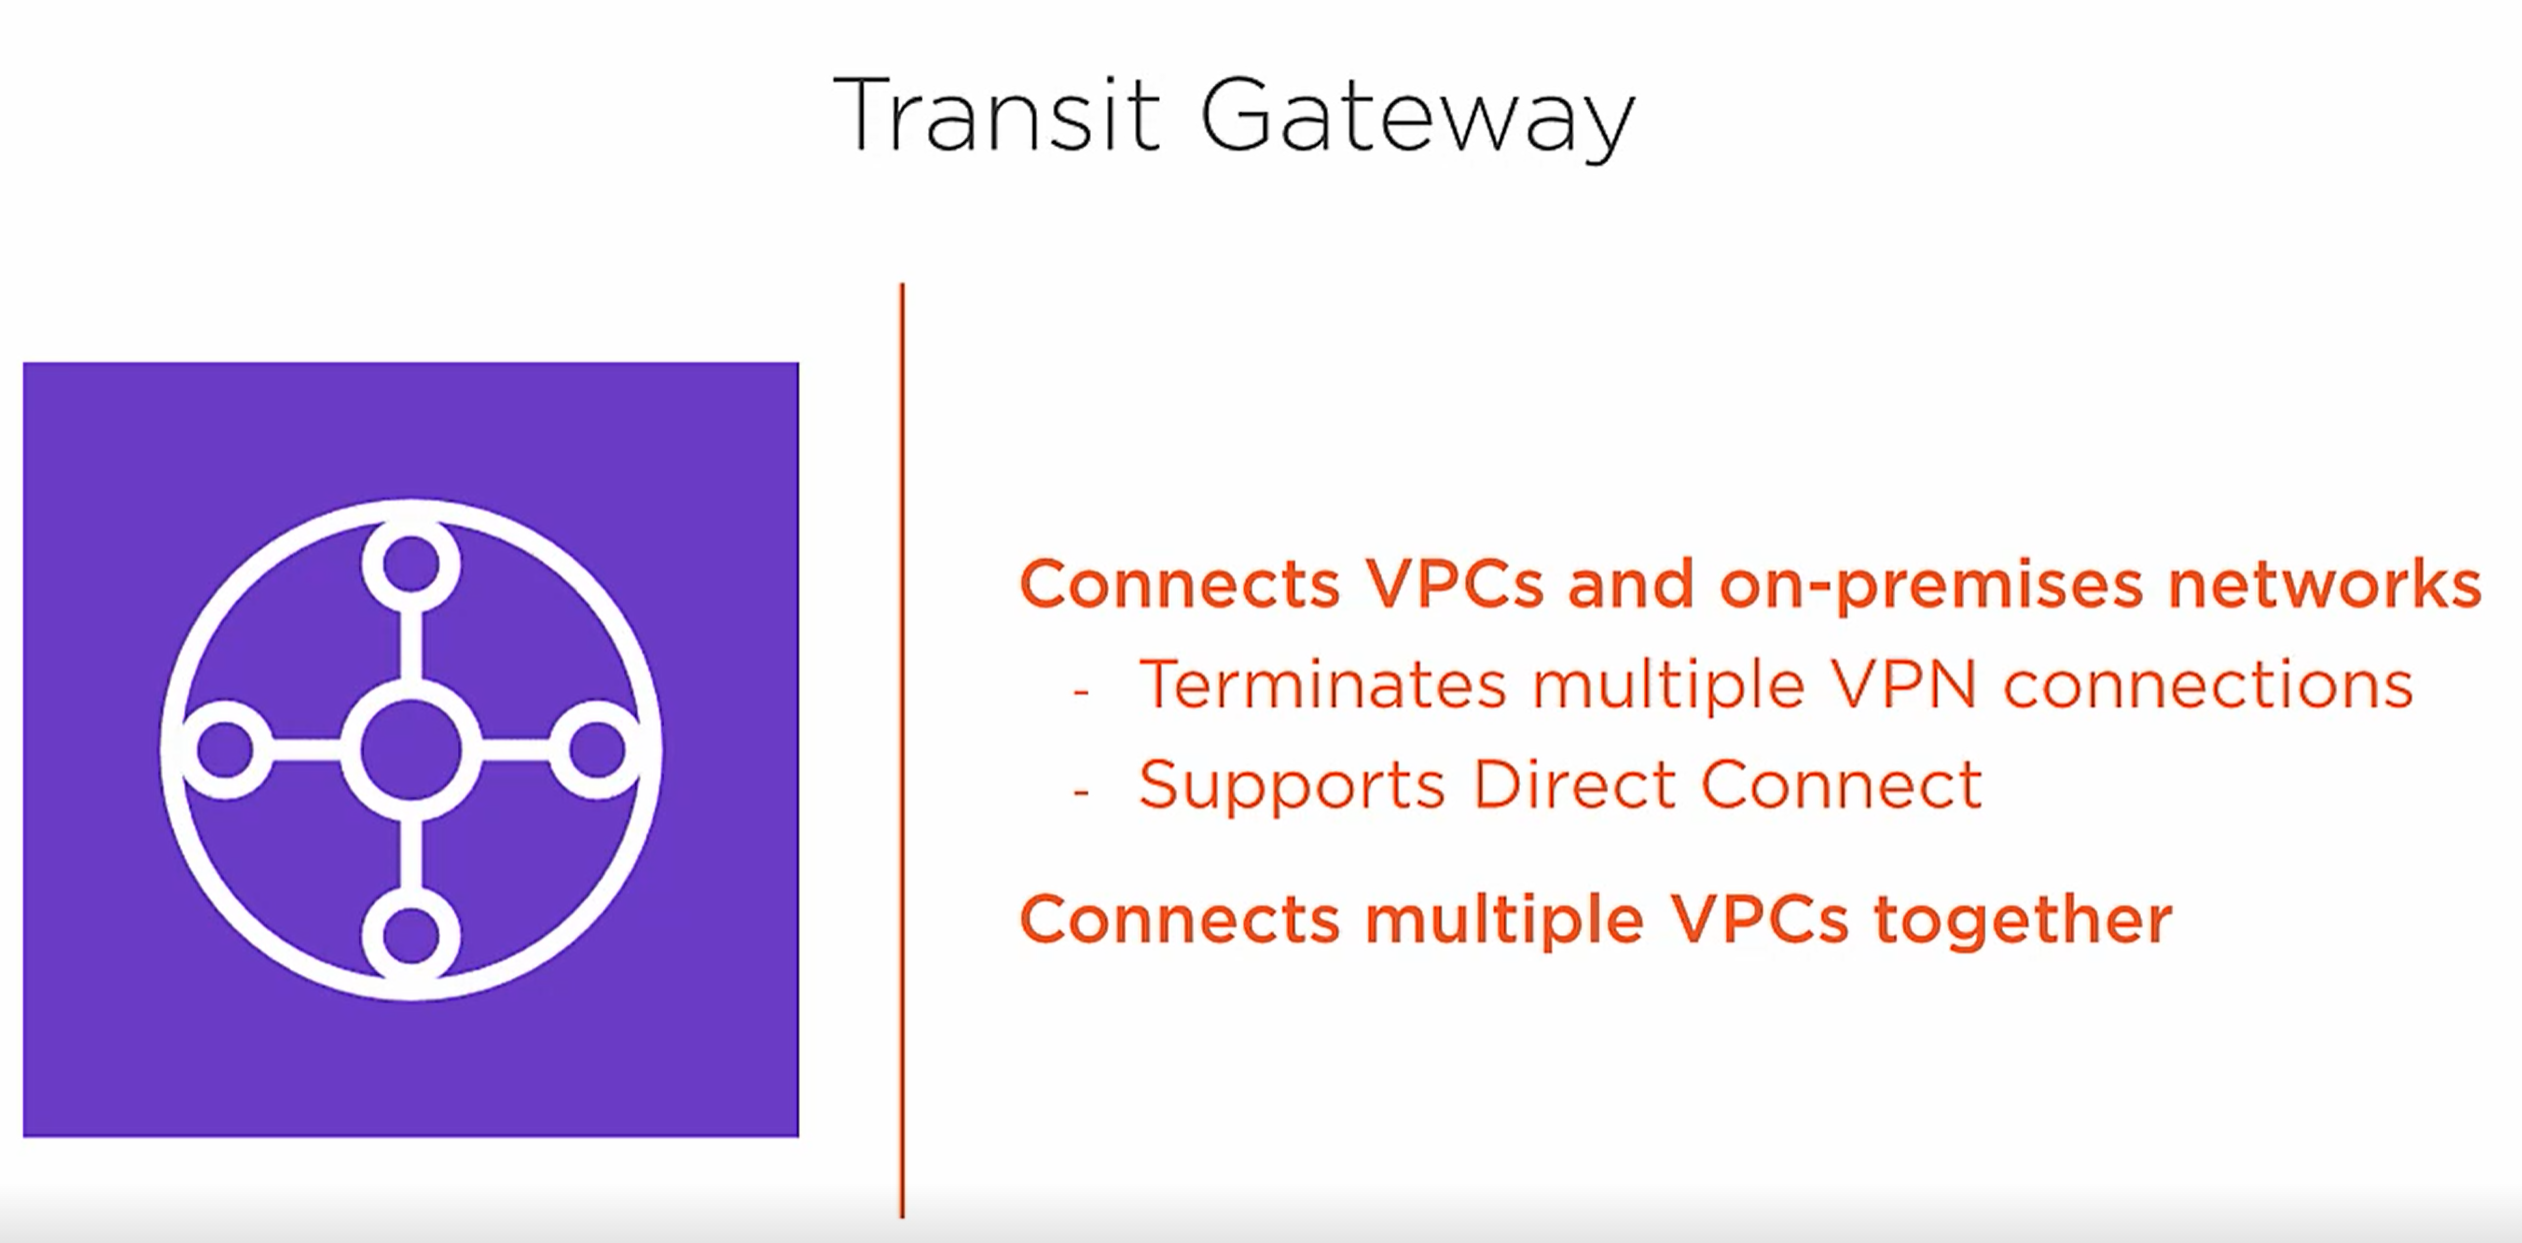 Transit Gateway
Connects VPCs and on-premises networks
- Terminates multiple VPN connections
- Supports Direct Connect
Connects multiple VPCs together